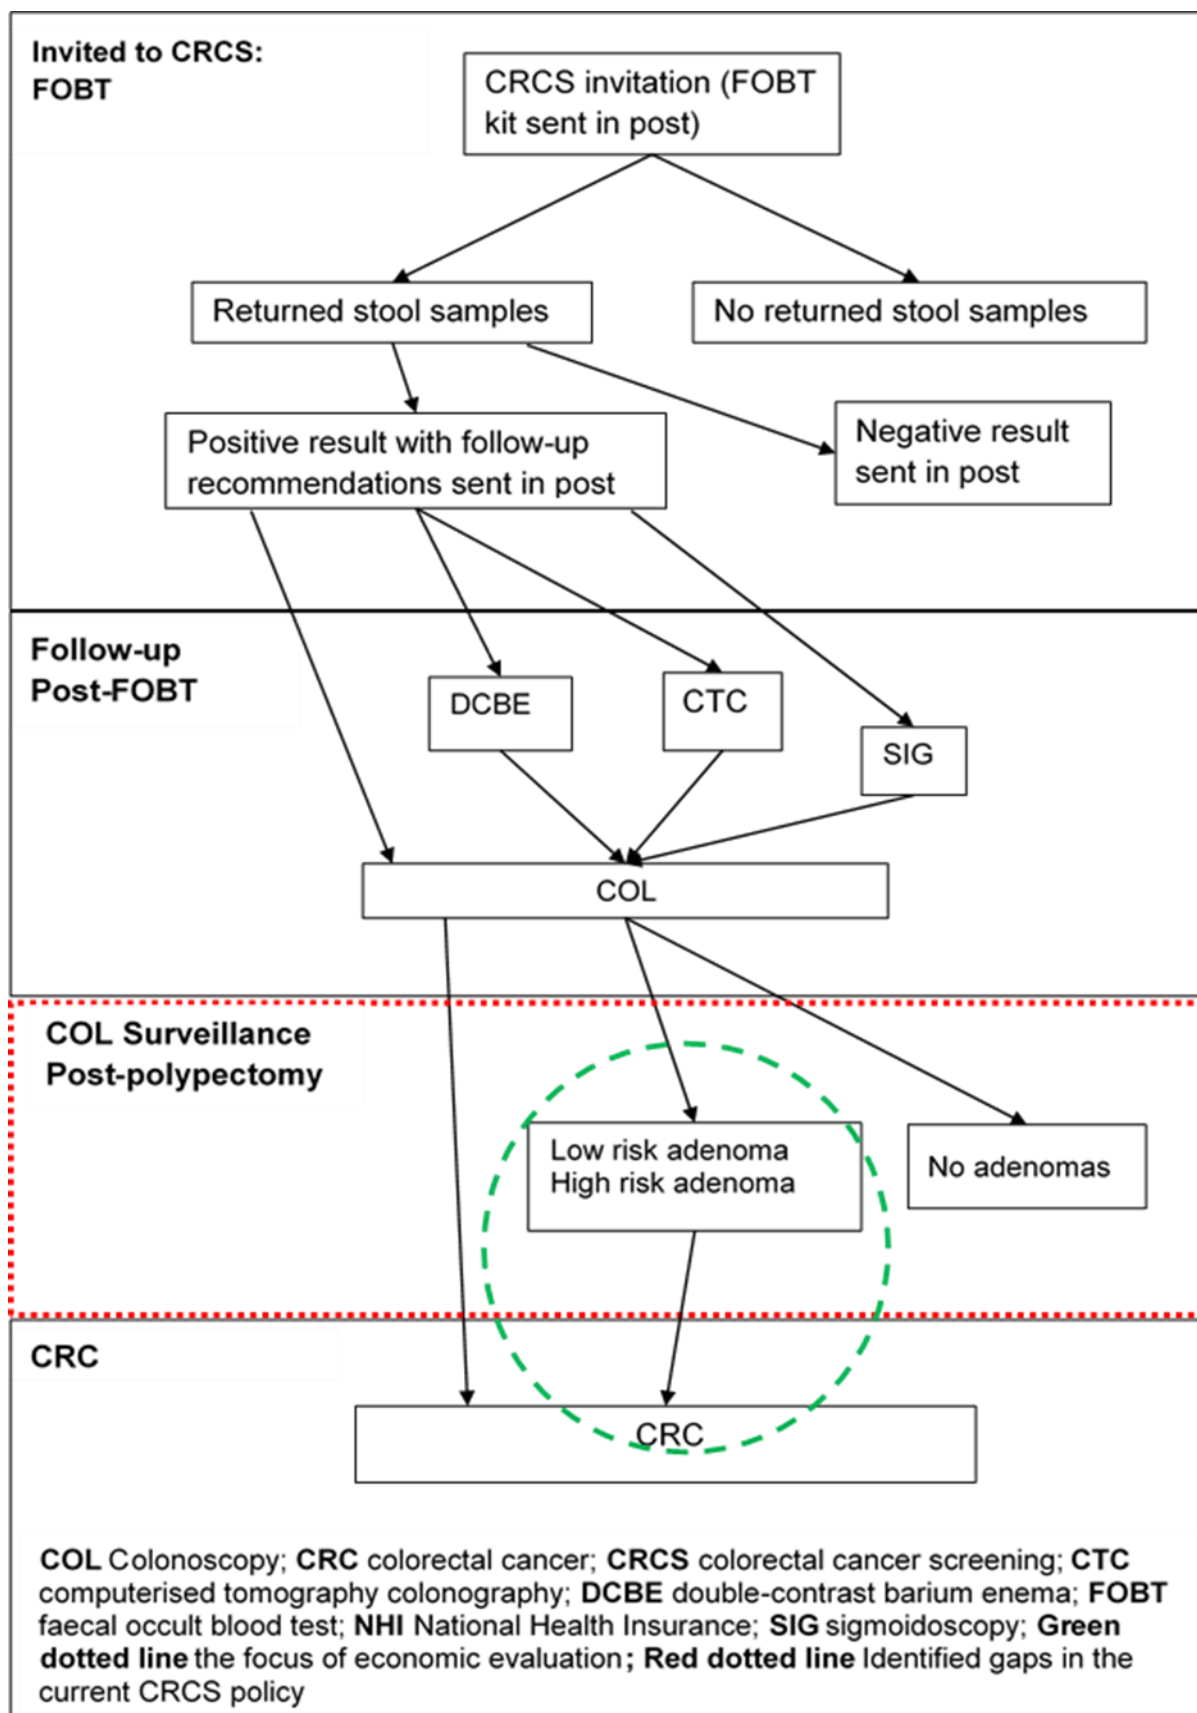 Invited to CRCS:
FOBT
CRCS invitation (FOBT
kit sent in post)
Returned stool samples
No returned stool samples
Positive result with follow-up
recommendations sent in post
Negative result
sent in post
Follow-up
Post-FOBT
DCBE
CTC
SIG
COL
COL Surveillance
Post-polypectomy
Low risk adenoma
High risk adenoma
No adenomas
CRC
CRC
COL Colonoscopy; CRC colorectal cancer; CRCS colorectal cancer screening; CTC
computerised tomography colonography; DCBE double-contrast barium enema; FOBT
faecal occult blood test; NHI National Health Insurance; SIG sigmoidoscopy; Green
dotted line the focus of economic evaluation; Red dotted line Identified gaps in the
current CRCS policy